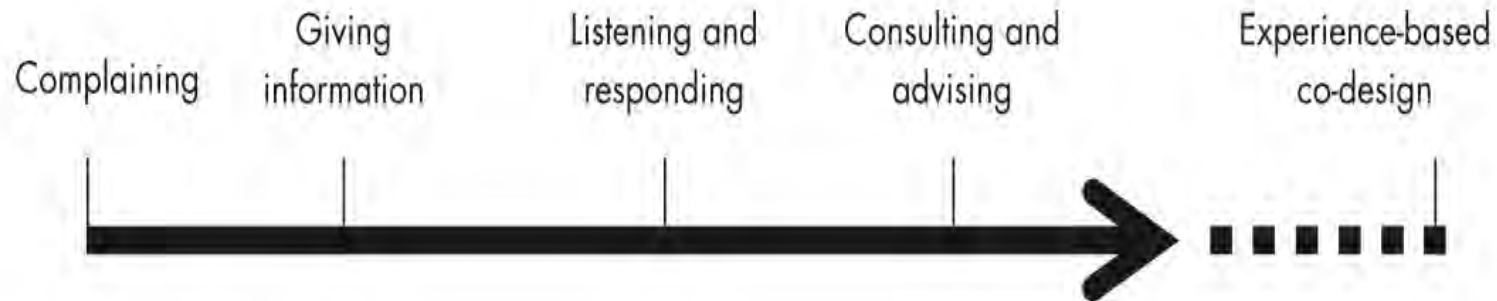 Complaining
Giving
information
Listening and
responding
Consulting and
advising
Experience-based
co-design